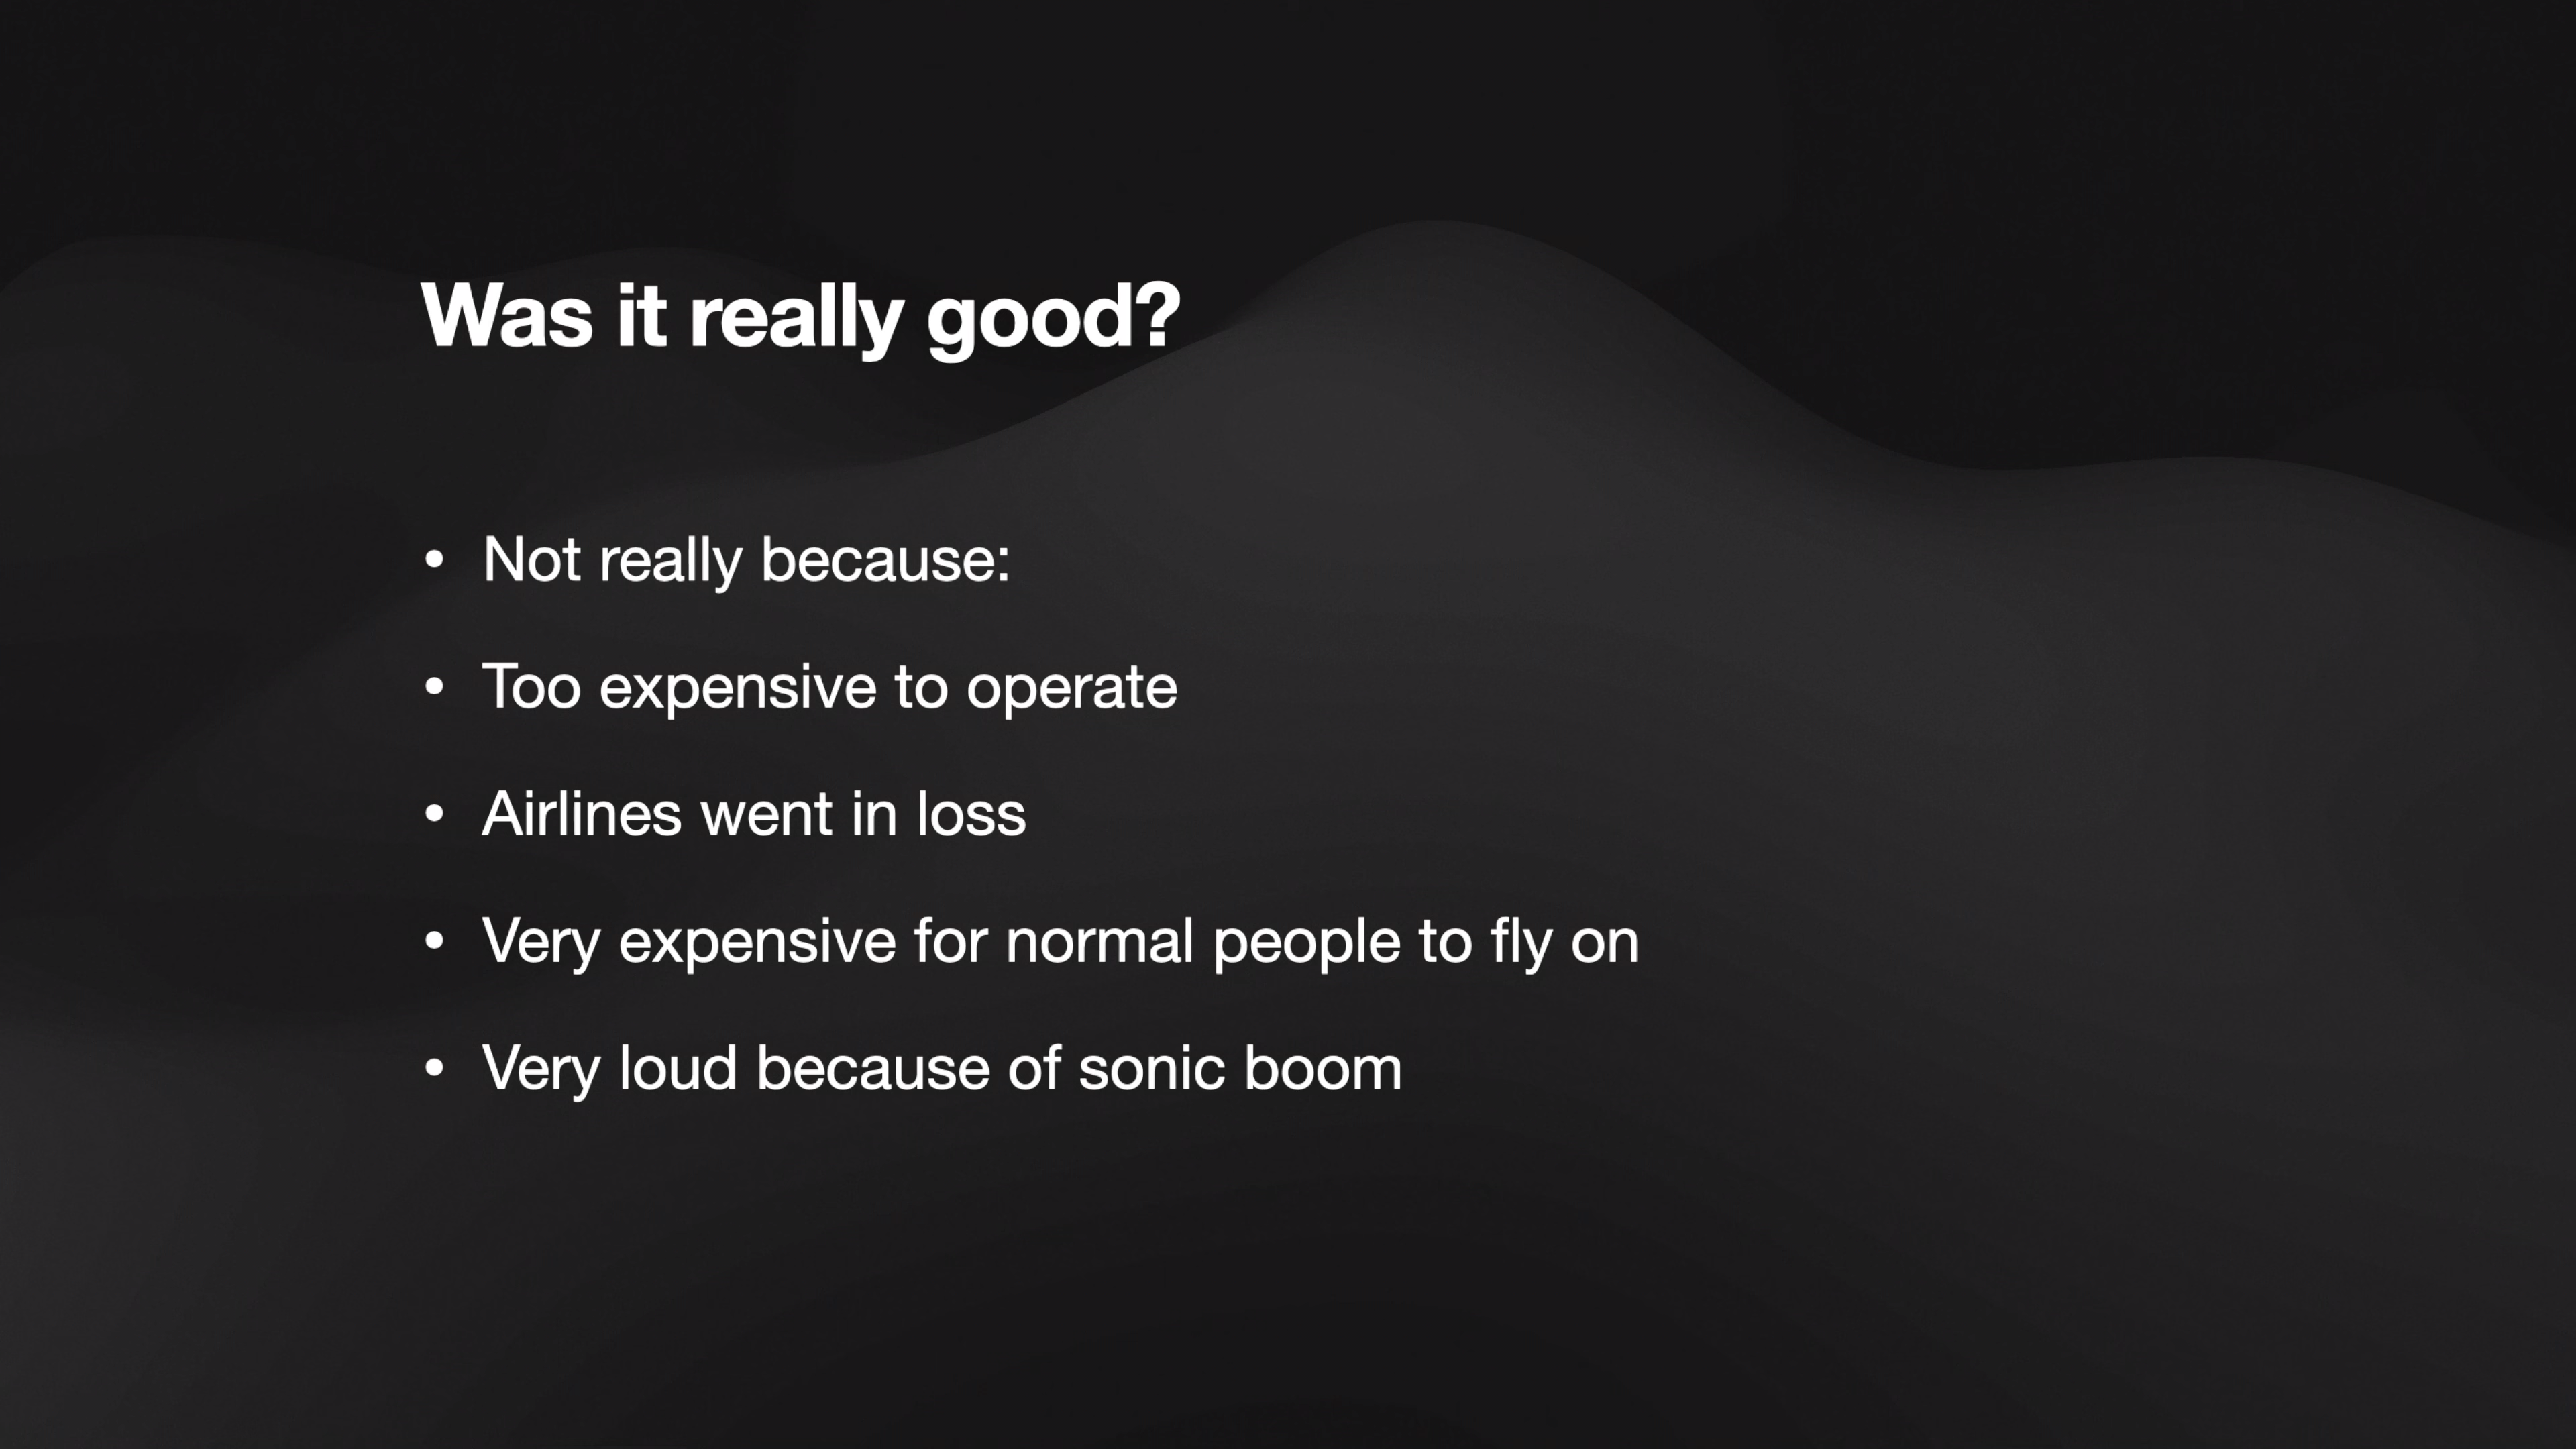 Was it really good?
• Not really because:
• Too expensive to operate
• Airlines went in loss
• Very expensive for normal people to fly on
• Very loud because of sonic boom